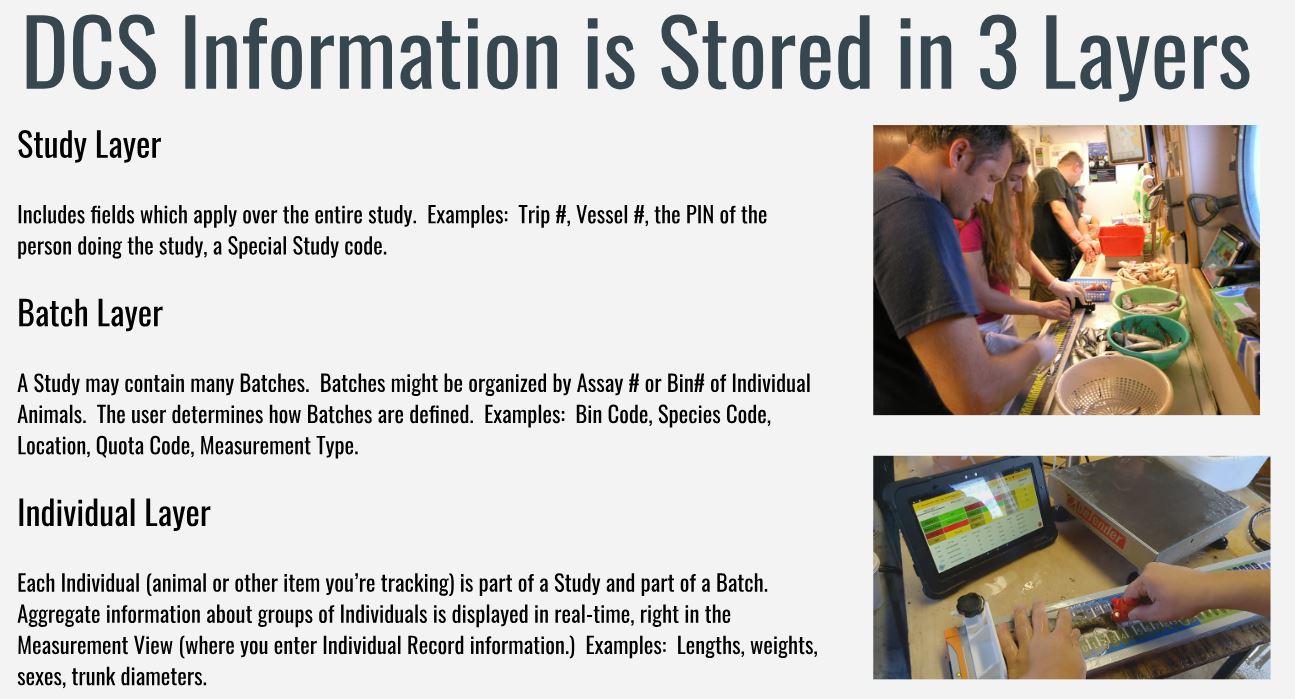 DCS Information is Stored in 3 Layers
Study Layer
Includes fields which apply over the entire study.  Examples:  Trip #, Vessel #, the PIN of the
person doing the study, a Special Study code.
Batch Layer
A Study may contain many Batches.  Batches might be organized by Assay # or Bin# of Individual
Animals.  The user determines how Batches are defined.  Examples:  Bin Code, Species Code,
Location, Quota Code, Measurement Type.
Individual Layer
Each Individual (animal or other item you’re tracking) is part of a Study and part of a Batch.
Aggregate information about groups of Individuals is displayed in real-time, right in the
Measurement View (where you enter Individual Record information.)  Examples:  Lengths, weights,
sexes, trunk diameters.
Defender